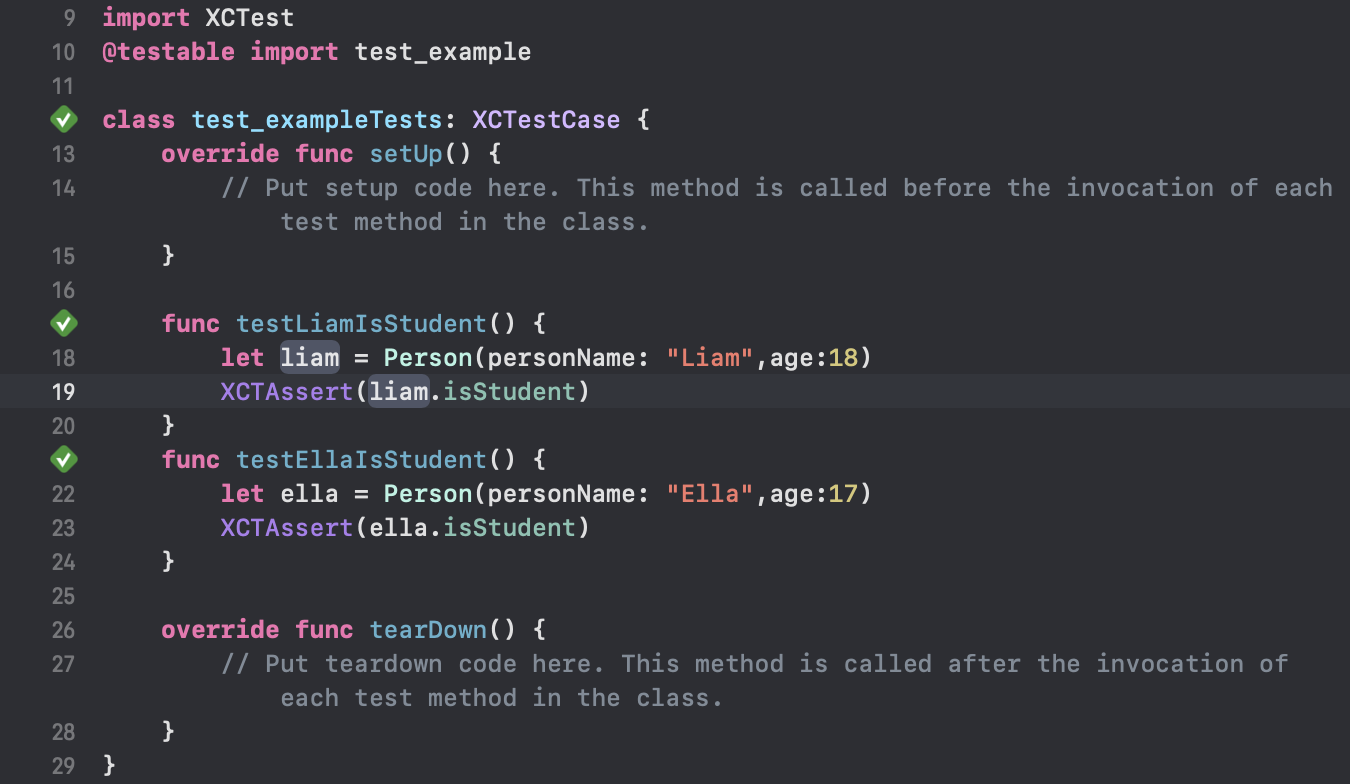 9 import XCTest
10 @testable import test_example
11
class test_exampleTests: XCTestCase {
13 override func setUp() {
14 // Put setup code here. This method is called before the invocation of each
test method in the class.
15 }
16
func testLiamIsStudent() {
18 let liam = Person(personName: "Liam",age:18)
19 XCTAssert(liam.isStudent)
20 }
func testEllaIsStudent() {
22 let ella = Person(personName: "Ella",age:17)
23 XCTAssert(ella.isStudent)
24 }
25
26 override func tearDown() {
27 // Put teardown code here. This method is called after the invocation of
each test method in the class.
28 }
29 }